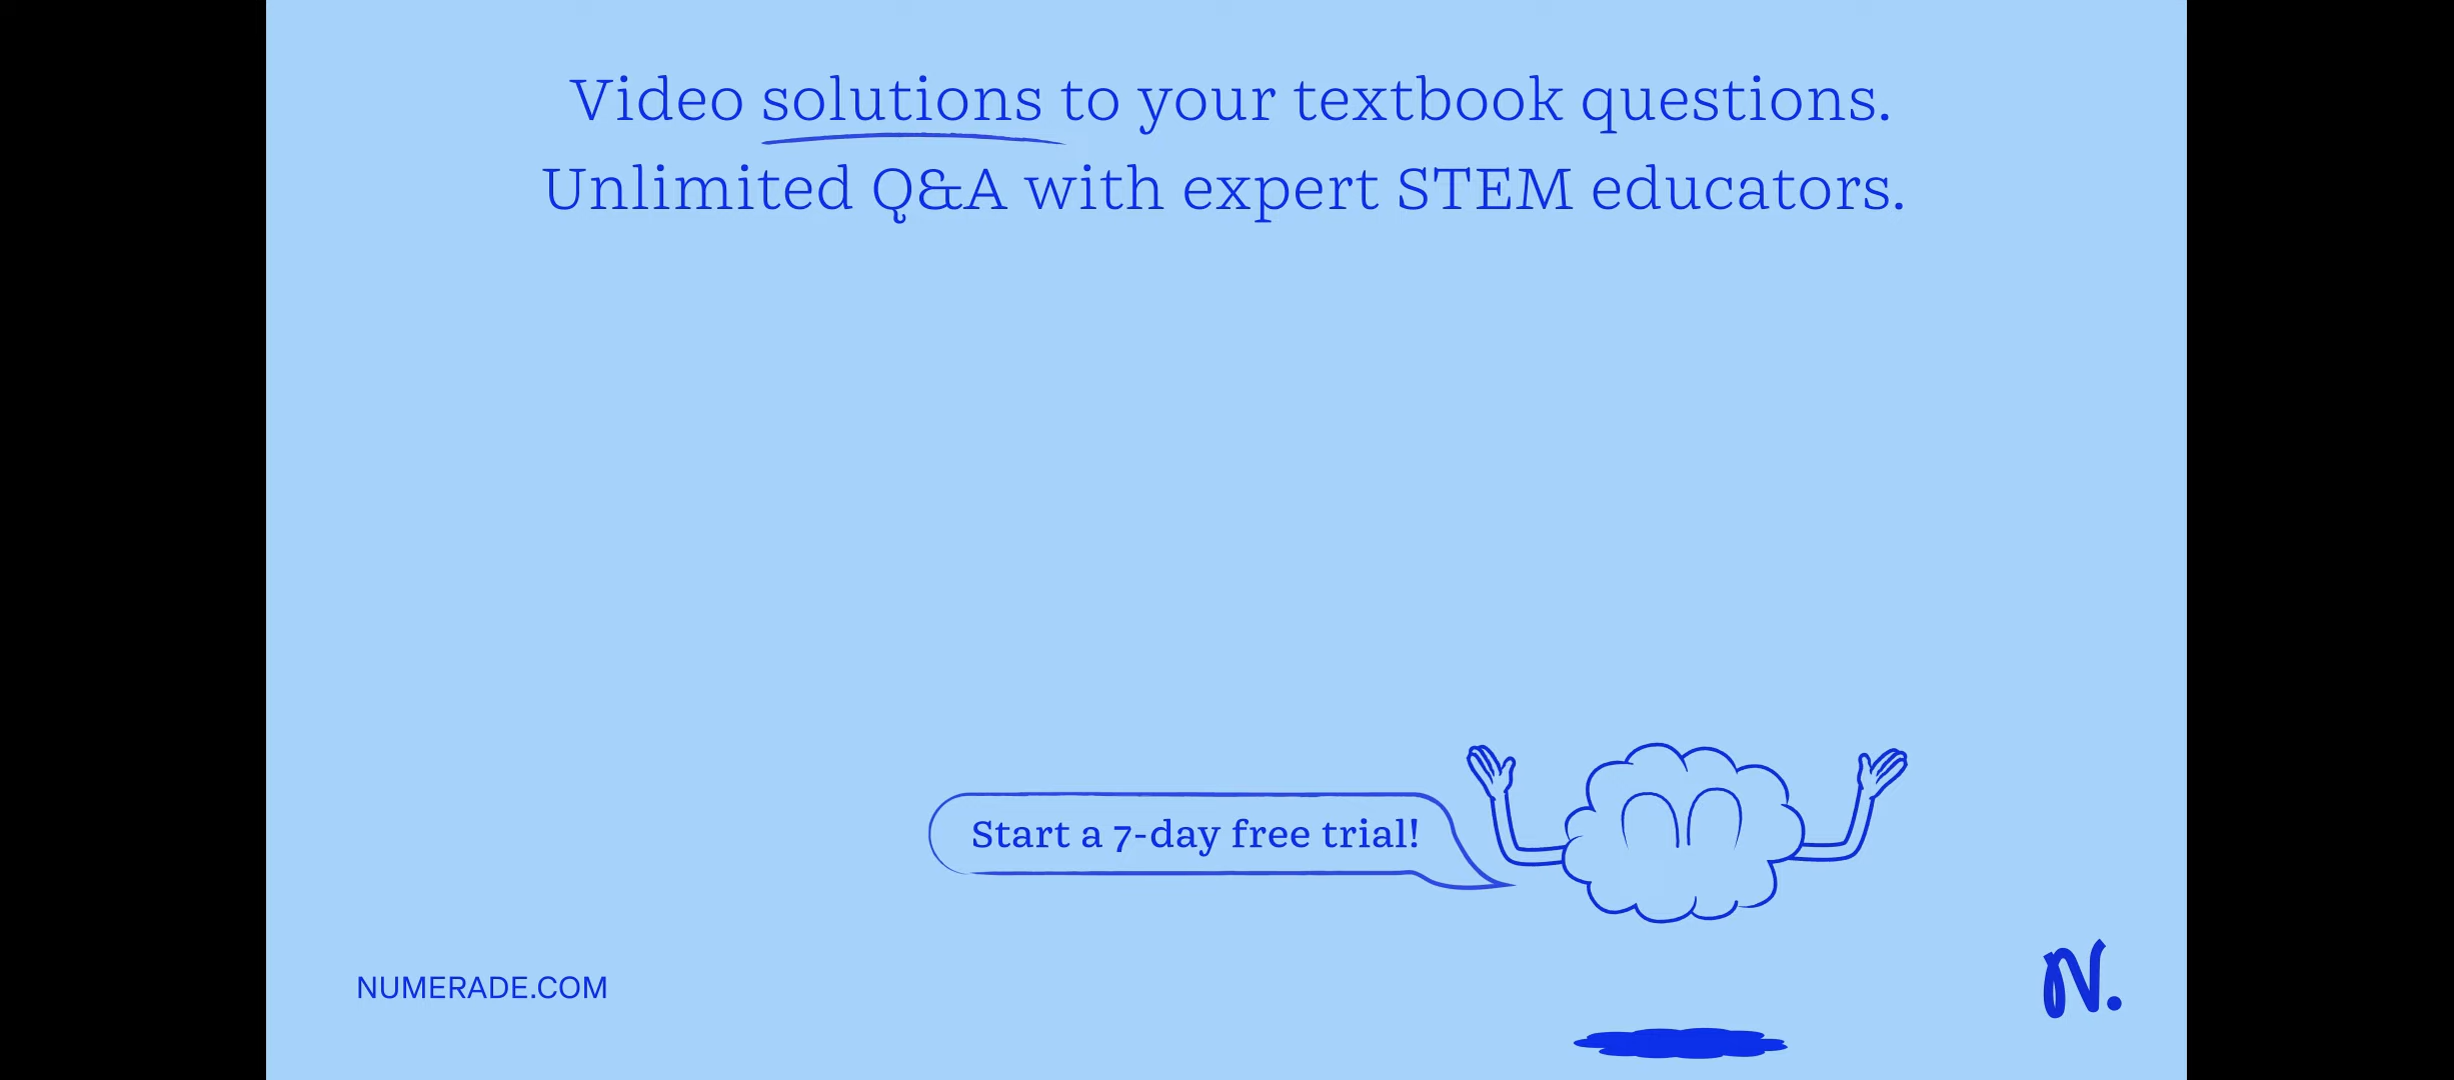 Video solutions to your textbook questions.
Unlimited Q&A with expert STEM educators.
Start a 7-day free trial!
NUMERADE.COM
N.